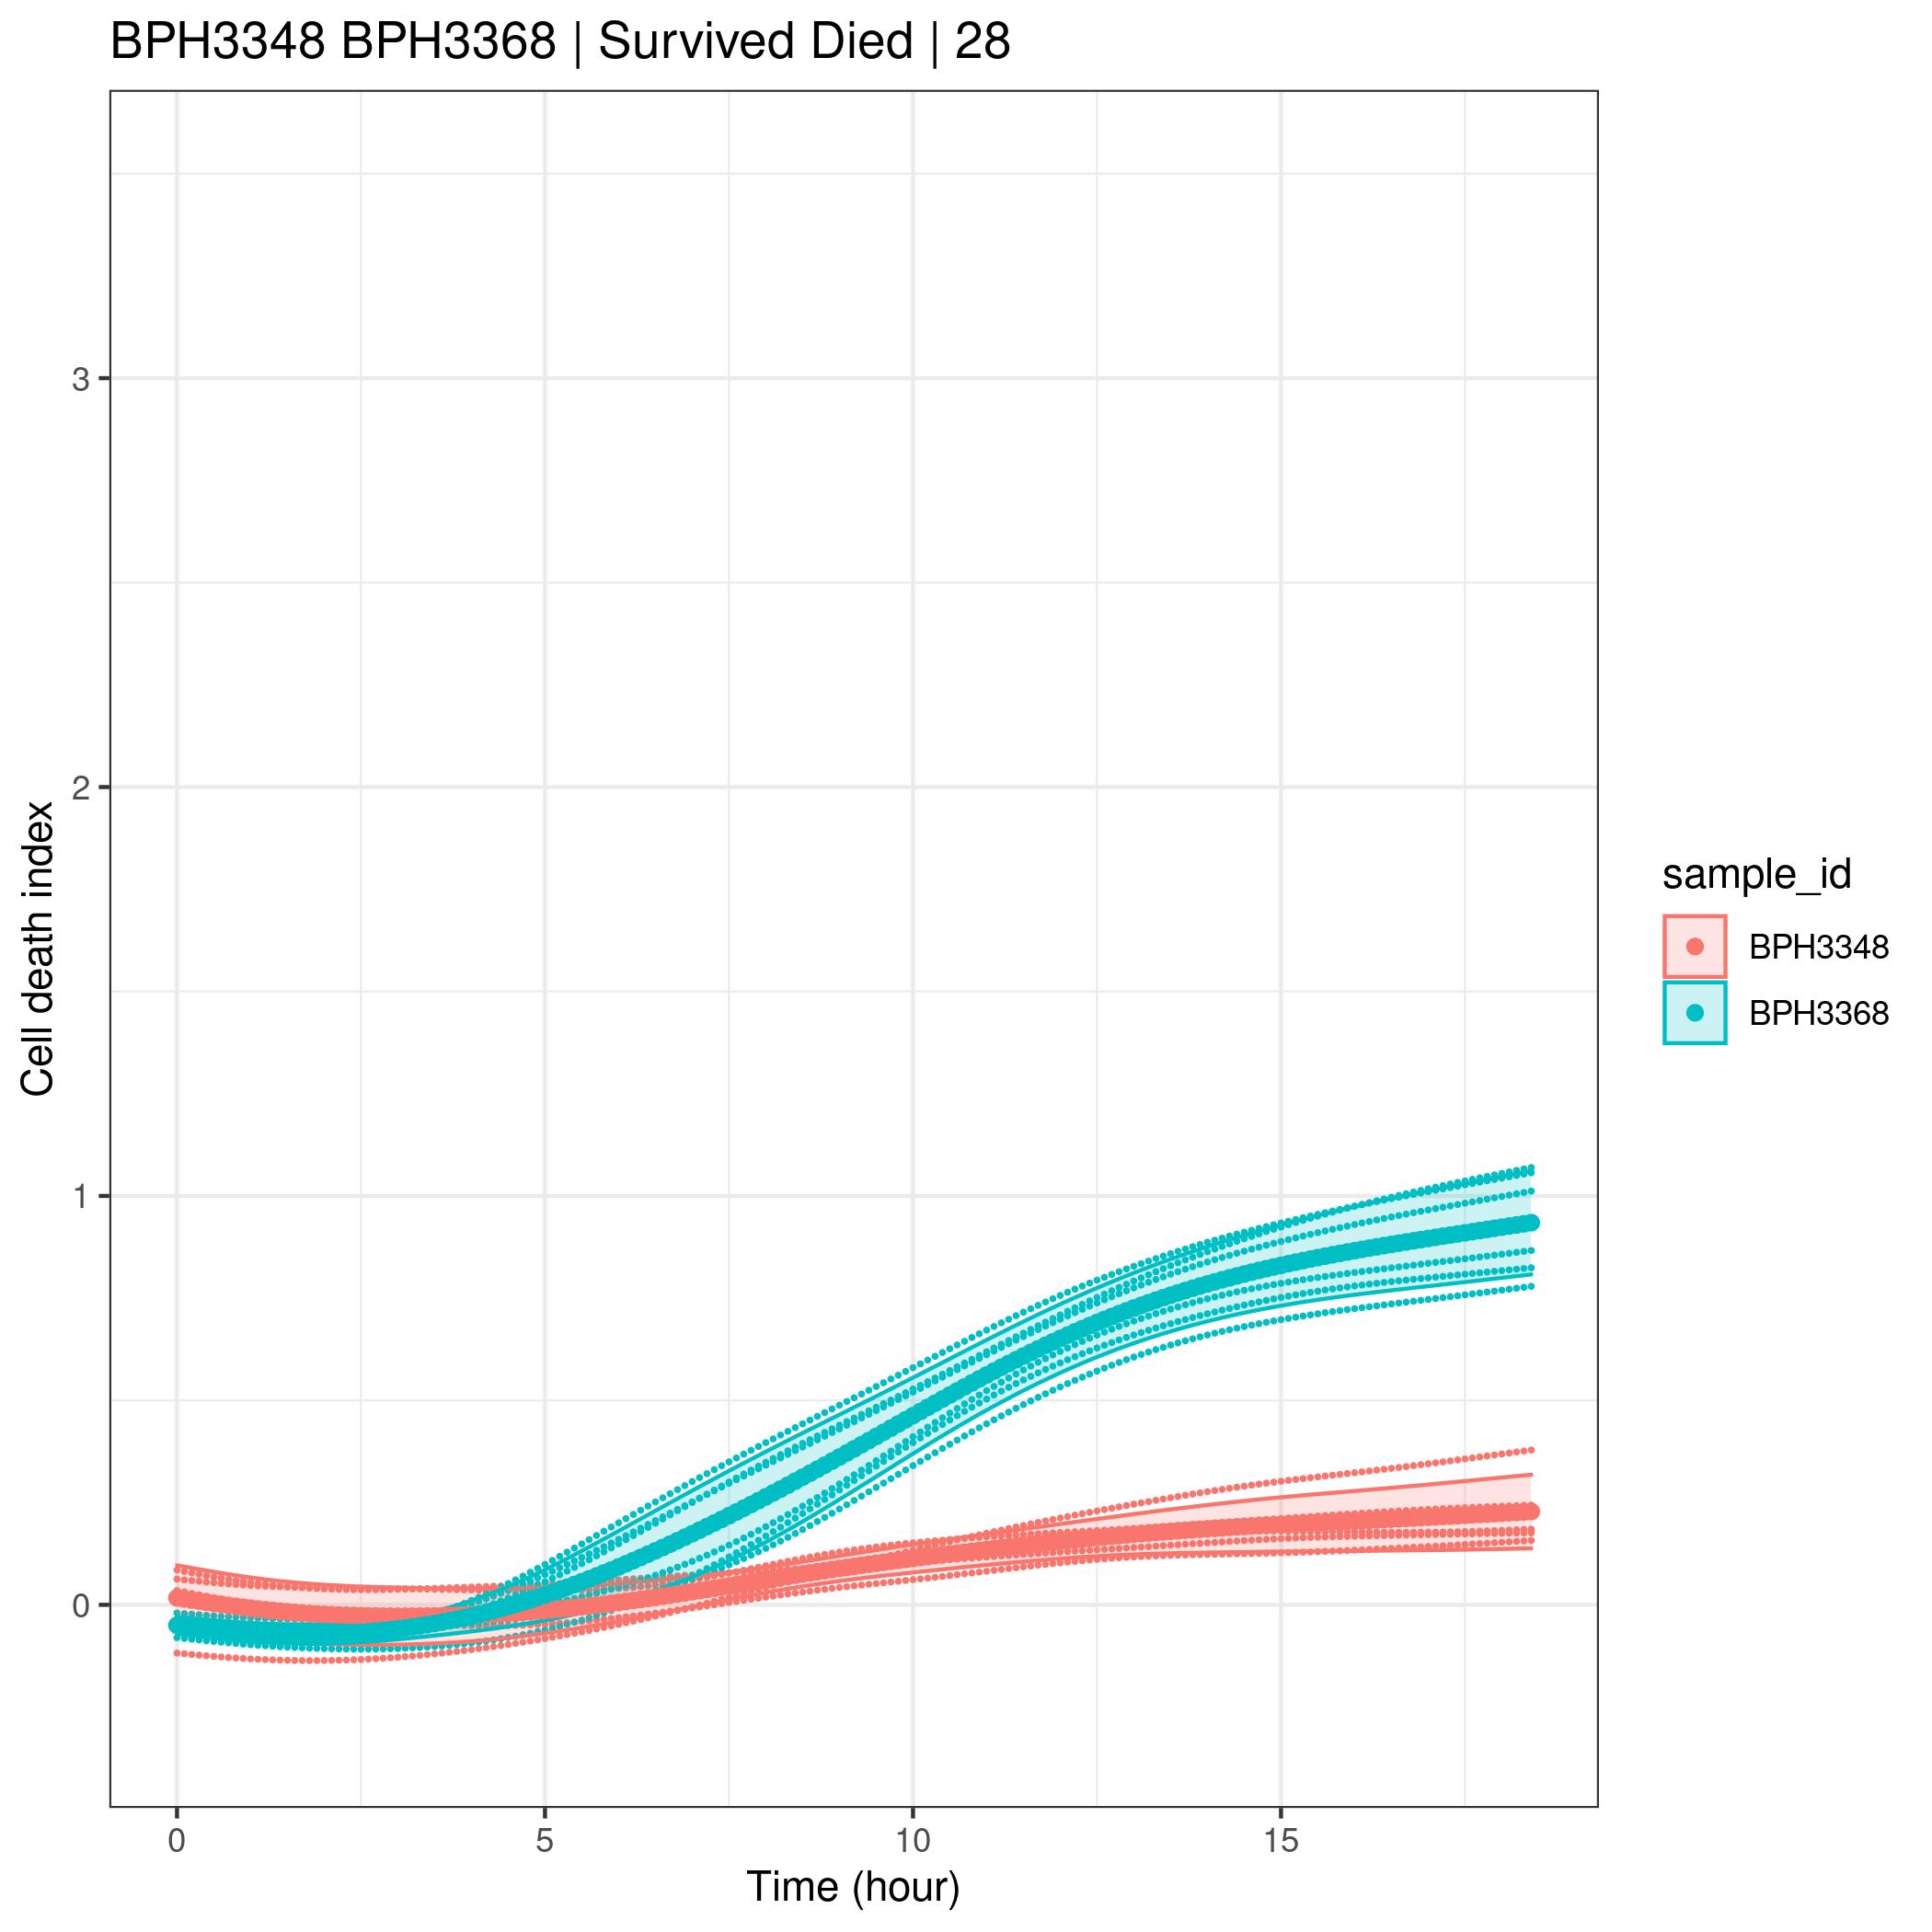 BPH3348 BPH3368 | Survived Died | 28
3
2
1
0
Cell death index
0 5 10 15
Time (hour)
sample_id
BPH3348
BPH3368